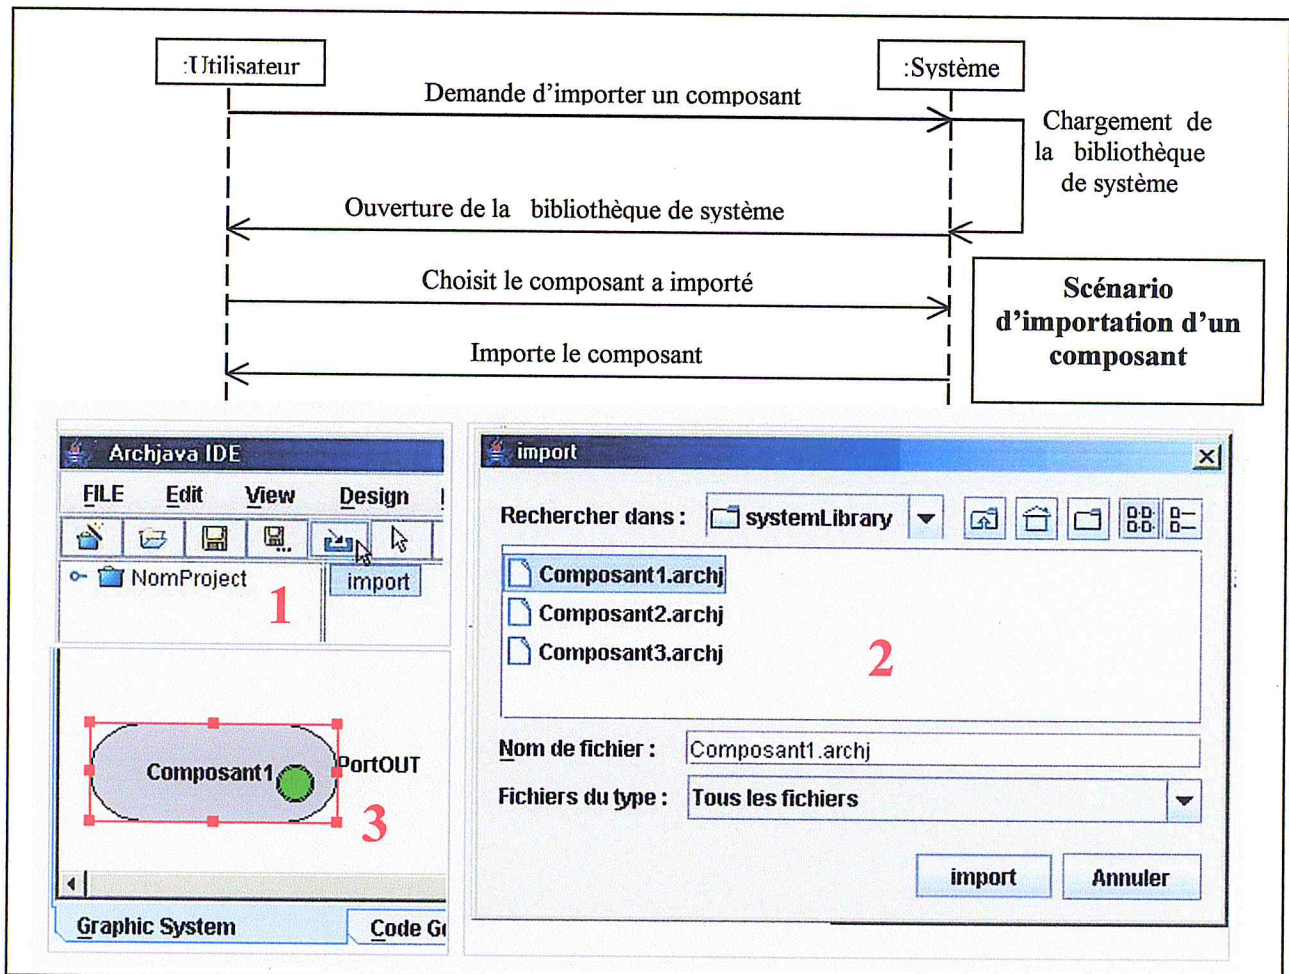 :Utilisateur
:Système
Demande d'importer un composant
Chargement de
la bibliothèque
de système
Ouverture de la bibliothèque de système
Choisit le composant a importé
Importe le composant
Scénario
d'importation d'un
composant
Archjava IDE
FILE Edit View Design
NomProject
import
1
import
Rechercher dans : systemLibrary
Composant1.archj
Composant2.archj
Composant3.archj
2
Nom de fichier : Composant1.archj
Fichiers du type : Tous les fichiers
import Annuler
Composant1
PortOUT
3
Graphic System
Code Ge